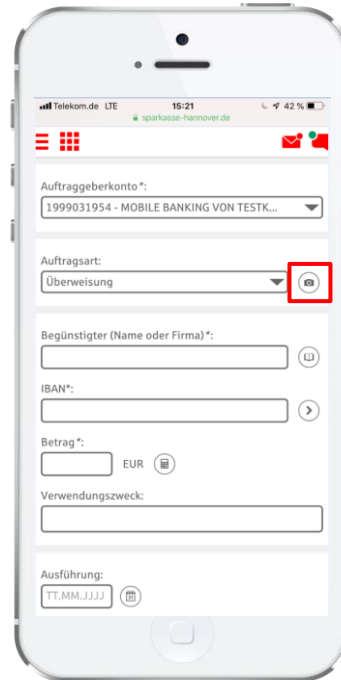 Telekom.de LTE 15:21 42 %
sparkasse-hannover.de
Auftraggeberkonto*:
1999031954 - MOBILE BANKING VON TESTK...
Auftragsart:
Überweisung
Begünstigter (Name oder Firma)*:
IBAN*:
Betrag*:
EUR
Verwendungszweck:
Ausführung:
TT.MM.JJJJ